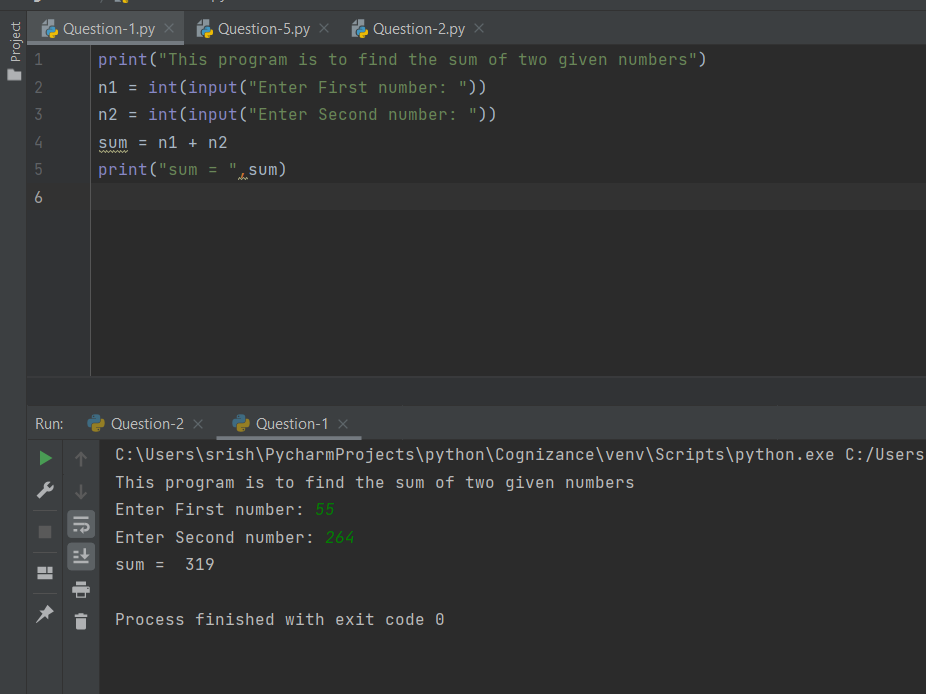 Project
Question-1.py Question-5.py Question-2.py
1 print("This program is to find the sum of two given numbers")
2 n1 = int(input("Enter First number: "))
3 n2 = int(input("Enter Second number: "))
4 sum = n1 + n2
5 print("sum = ",sum)
6
Run: Question-2 Question-1
C:\Users\srish\PycharmProjects\python\Cognizance\venv\Scripts\python.exe C:/Users
This program is to find the sum of two given numbers
Enter First number: 55
Enter Second number: 264
sum =  319
Process finished with exit code 0